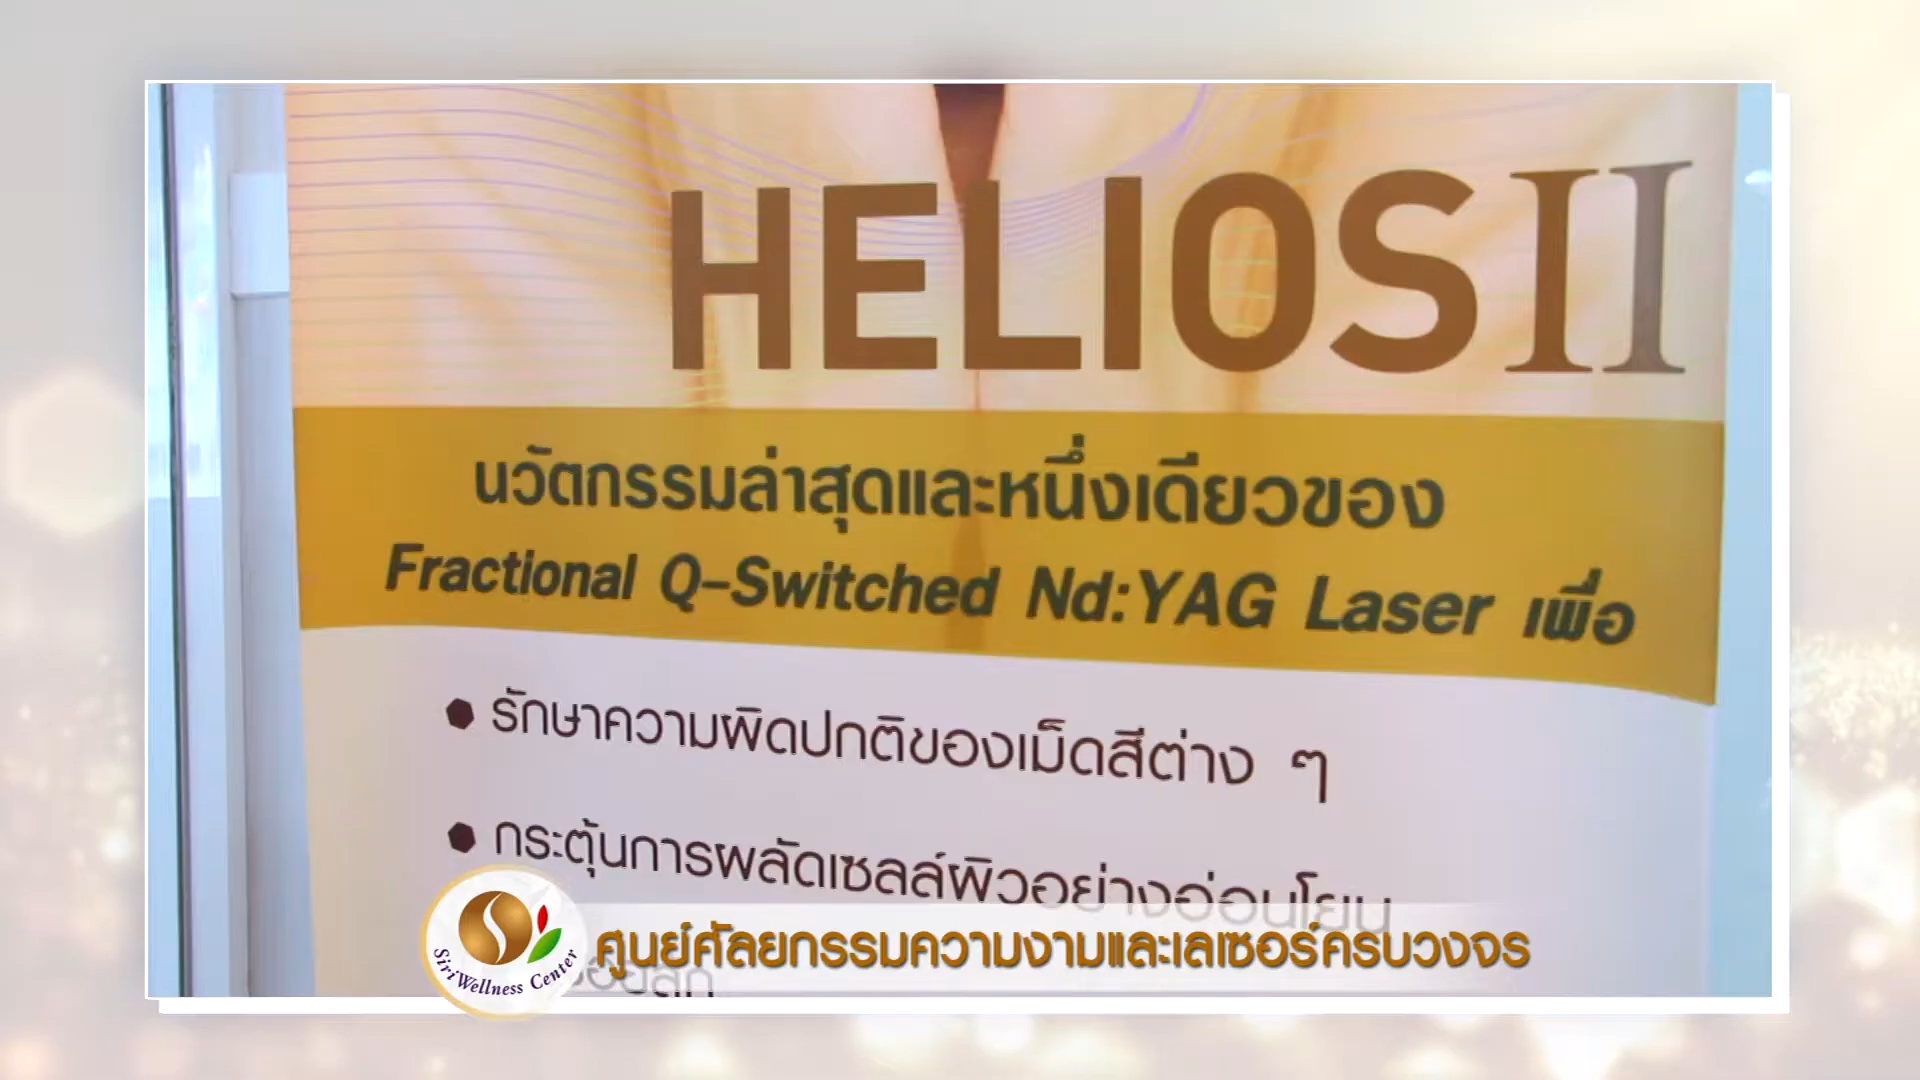 HELIOS II
นวัตกรรมล่าสุดและหนึ่งเดียวของ
Fractional Q-Switched Nd:YAG Laser เพื่อ
● รักษาความผิดปกติของเม็ดสีต่าง ๆ
● กระตุ้นการผลัดเซลล์ผิวอย่างอ่อนโยน
SiriWellness Center
ศูนย์ศัลยกรรมความงามและเลเซอร์ครบวงจร